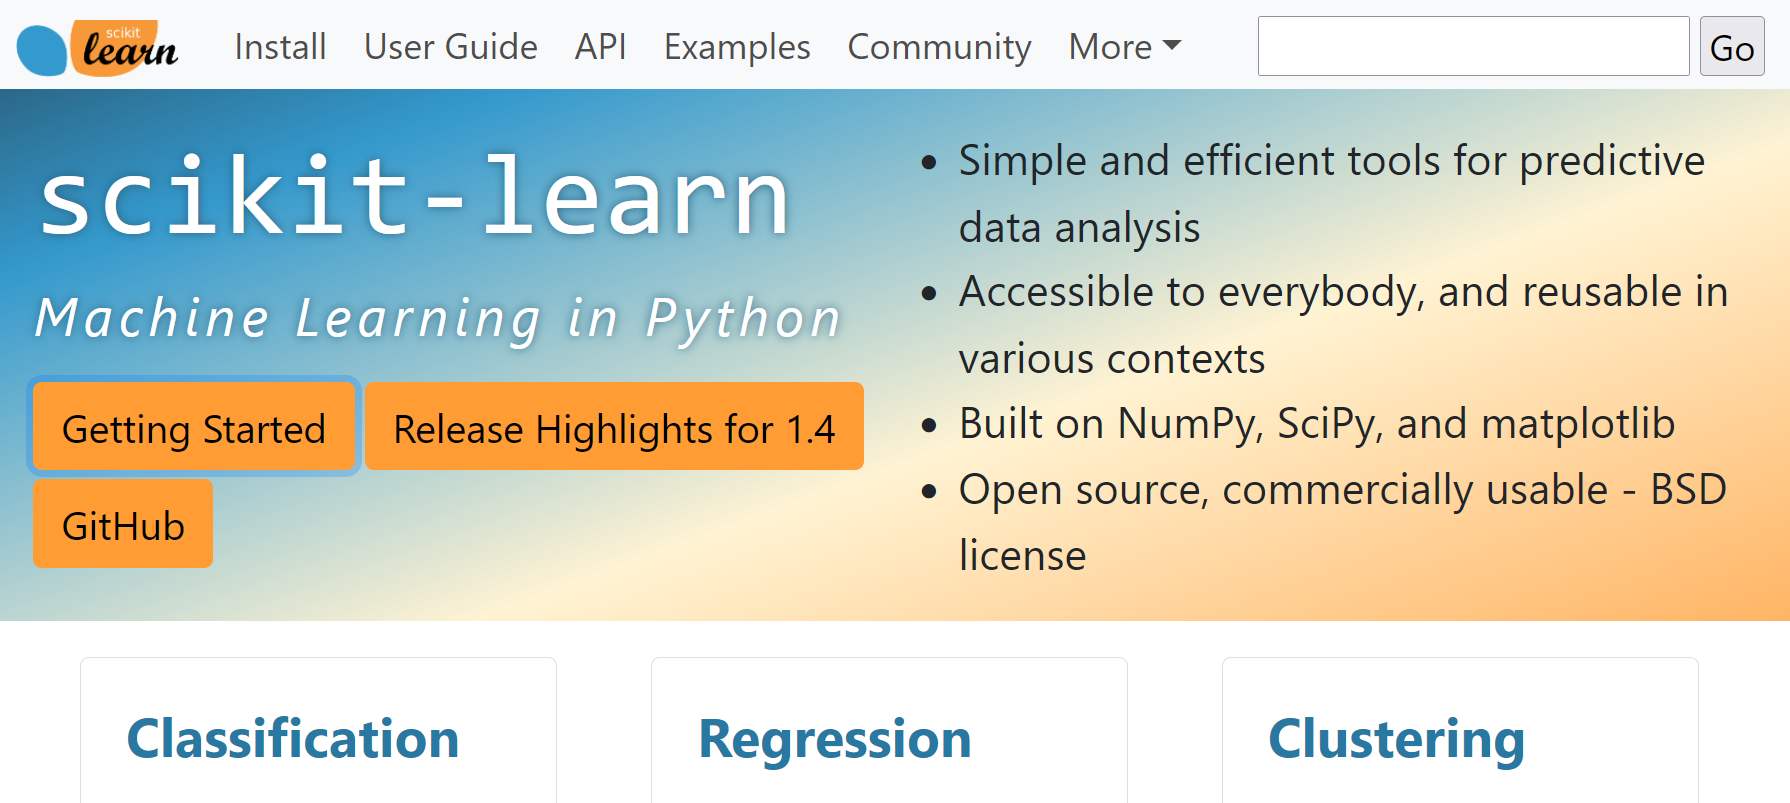 scikit
learn
Install User Guide API Examples Community More Go
scikit-learn
Machine Learning in Python
Getting Started Release Highlights for 1.4
GitHub
• Simple and efficient tools for predictive
data analysis
• Accessible to everybody, and reusable in
various contexts
• Built on NumPy, SciPy, and matplotlib
• Open source, commercially usable - BSD
license
Classification Regression Clustering